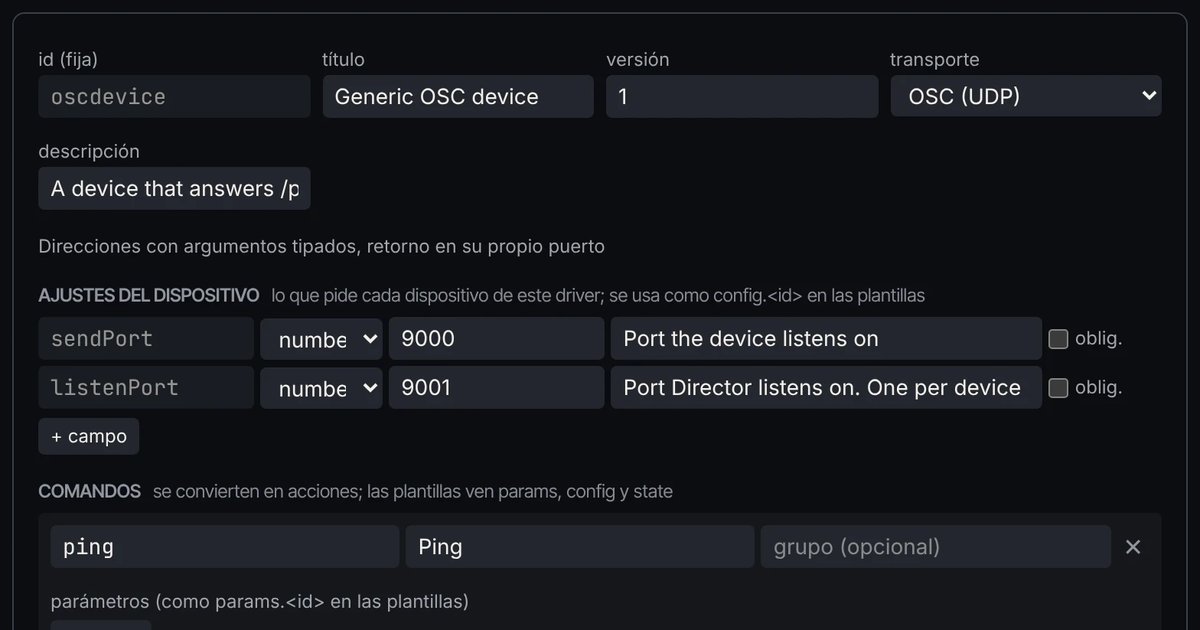 id (fija) título versión transporte
oscdevice Generic OSC device 1 OSC (UDP)
descripción
A device that answers /p
Direcciones con argumentos tipados, retorno en su propio puerto
AJUSTES DEL DISPOSITIVO lo que pide cada dispositivo de este driver; se usa como config.<id> en las plantillas
sendPort numbe 9000 Port the device listens on oblig.
listenPort numbe 9001 Port Director listens on. One per device oblig.
+ campo
COMANDOS se convierten en acciones; las plantillas ven params, config y state
ping Ping grupo (opcional) ×
parámetros (como params.<id> en las plantillas)